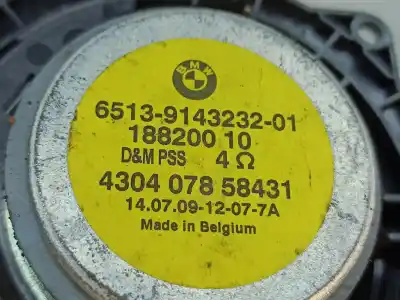 BMW
6513-9143232-01
188200 10
D&M PSS 4 Ω
4304 078 58431
14.07.09-12-07-7A
Made in Belgium